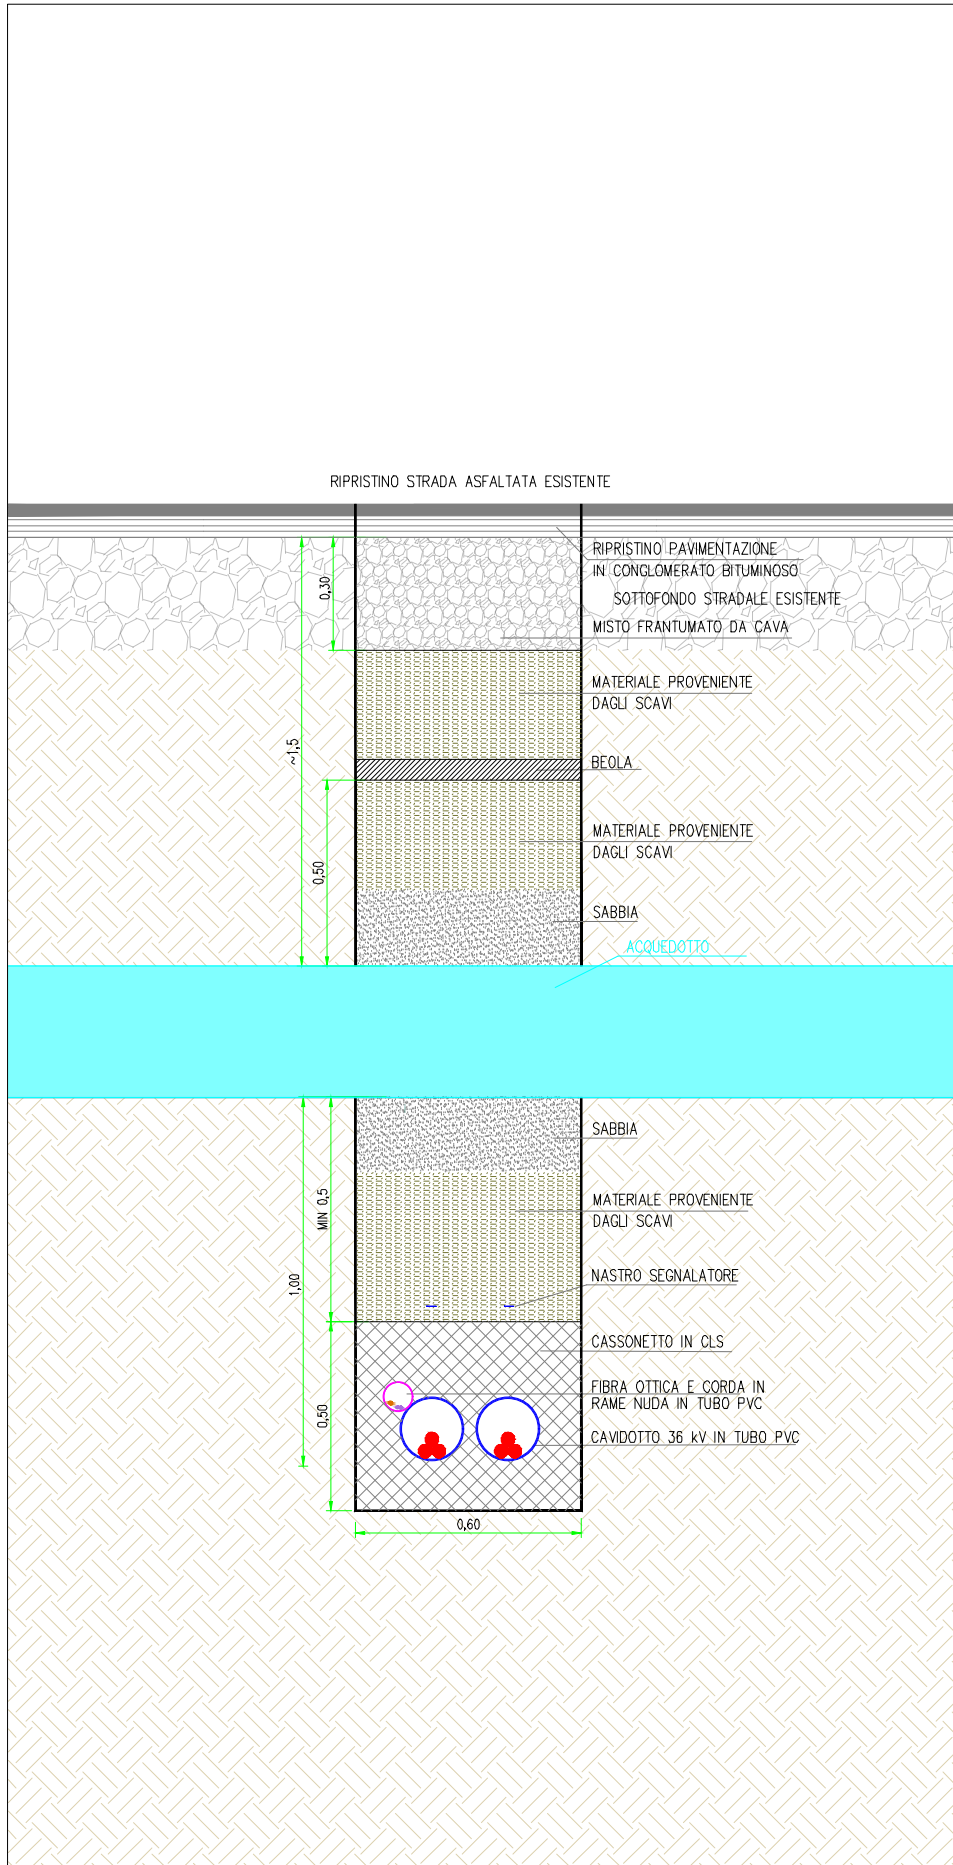 RIPRISTINO STRADA ASFALTATA ESISTENTE
RIPRISTINO PAVIMENTAZIONE
IN CONGLOMERATO BITUMINOSO
SOTTOFONDO STRADALE ESISTENTE
0,30
MISTO FRANTUMATO DA CAVA
MATERIALE PROVENIENTE
DAGLI SCAVI
~1,5
BEOLA
MATERIALE PROVENIENTE
DAGLI SCAVI
0,50
SABBIA
ACQUEDOTTO
SABBIA
MIN 0,5
MATERIALE PROVENIENTE
DAGLI SCAVI
1,00
NASTRO SEGNALATORE
CASSONETTO IN CLS
FIBRA OTTICA E CORDA IN
RAME NUDA IN TUBO PVC
0,50
CAVIDOTTO 36 kV IN TUBO PVC
0,60